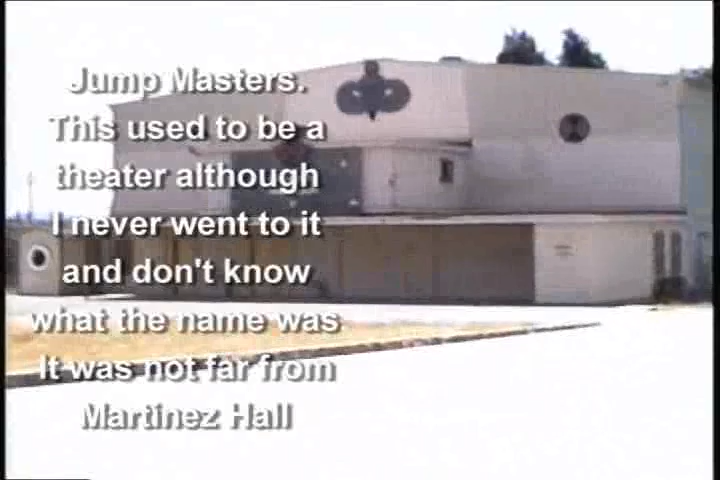 Jump Masters.
This used to be a
theater although
I never went to it
and don't know
what the name was
It was not far from
Martinez Hall